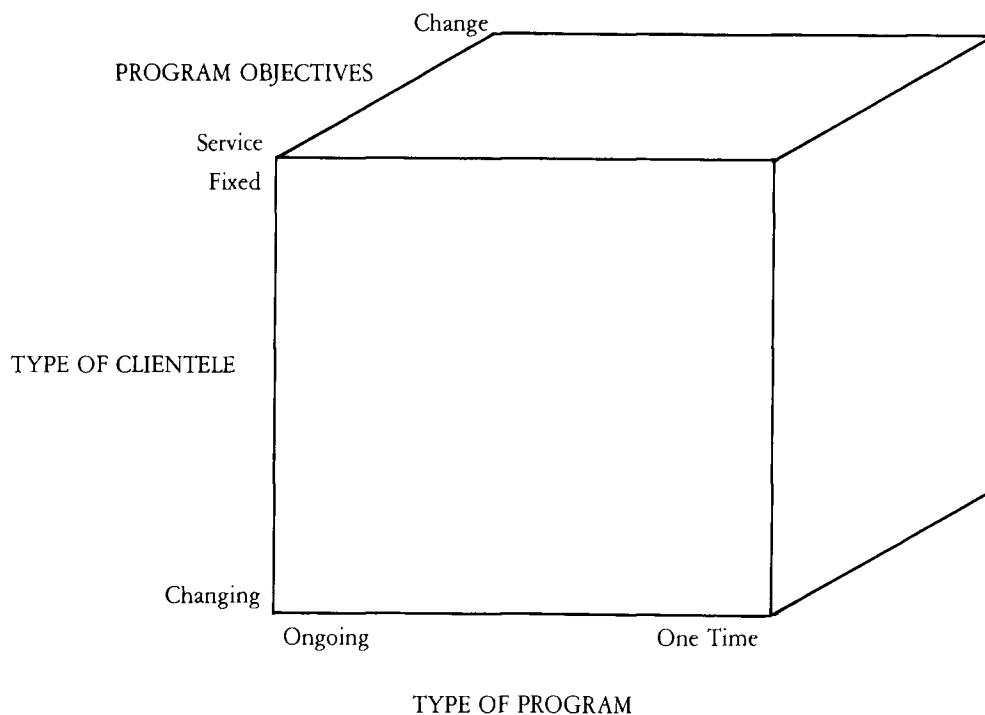 Change
PROGRAM OBJECTIVES
Service
Fixed
TYPE OF CLIENTELE
Changing
Ongoing
One Time
TYPE OF PROGRAM